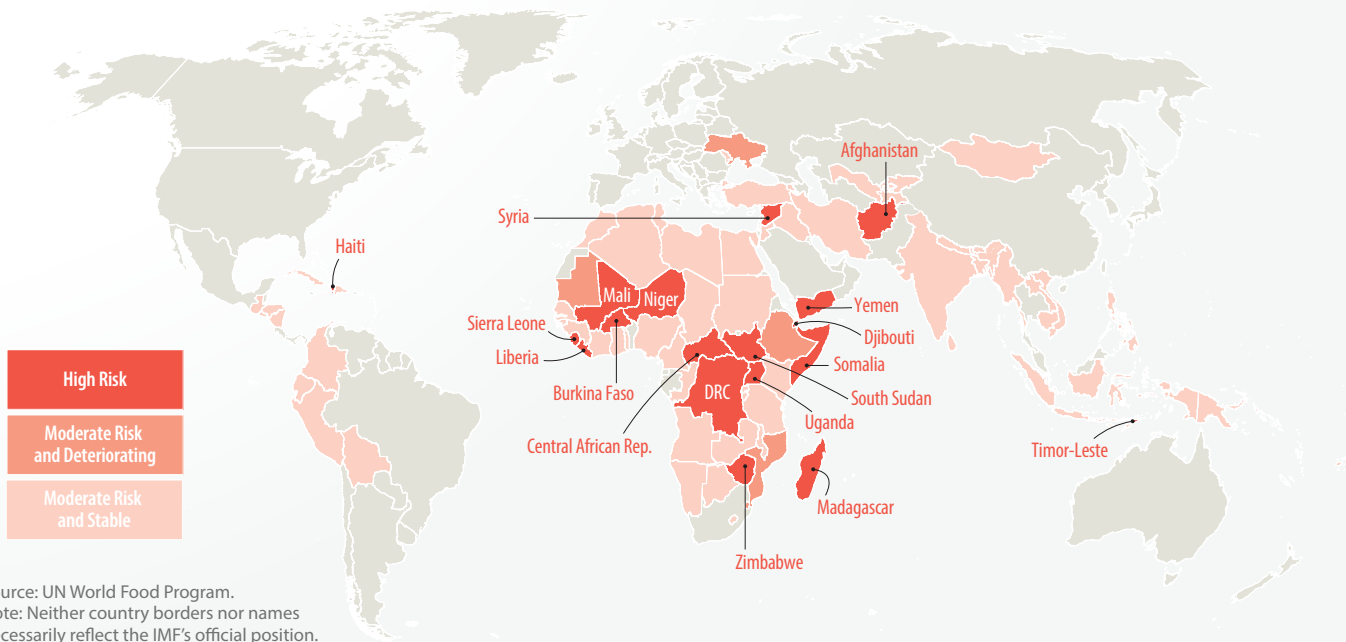 Afghanistan
Syria
Haiti
Mali
Niger
Yemen
Sierra Leone
Djibouti
Liberia
Somalia
High Risk
Burkina Faso
DRC
South Sudan
Uganda
Moderate Risk
and Deteriorating
Central African Rep.
Timor-Leste
Moderate Risk
and Stable
Madagascar
Zimbabwe
urce: UN World Food Program.
ote: Neither country borders nor names
cessarily reflect the IMF's official position.